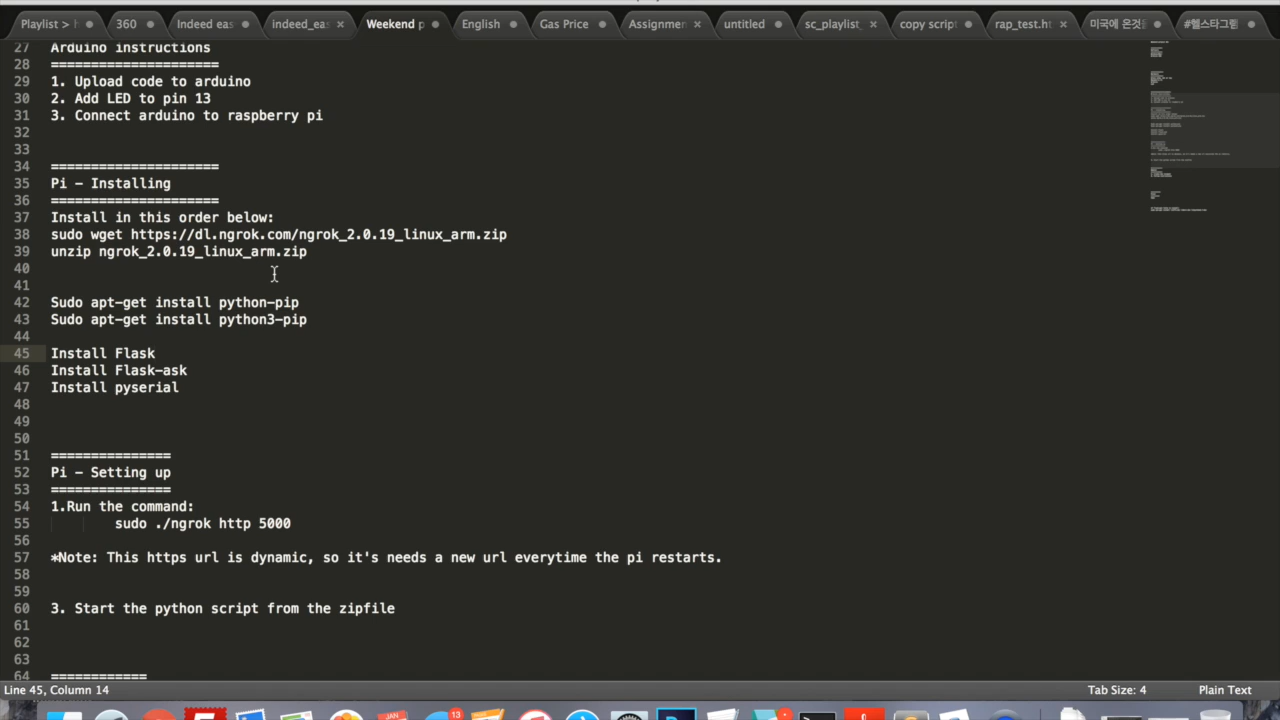 Playlist >
360
Indeed eas
indeed_ea
Weekend p
English
Gas Price
Assignmer
untitled
sc_playlist_
copy script
rap_test.ht
미국에 온것
#헬스타그램
27 Arduino instructions
28 =====================
29 1. Upload code to arduino
30 2. Add LED to pin 13
31 3. Connect arduino to raspberry pi
32
33
34 =====================
35 Pi - Installing
36 =====================
37 Install in this order below:
38 sudo wget https://dl.ngrok.com/ngrok_2.0.19_linux_arm.zip
39 unzip ngrok_2.0.19_linux_arm.zip
40
41
42 Sudo apt-get install python-pip
43 Sudo apt-get install python3-pip
44
45 Install Flask
46 Install Flask-ask
47 Install pyserial
48
49
50
51 ===============
52 Pi - Setting up
53 ===============
54 1.Run the command:
55 sudo ./ngrok http 5000
56
57 *Note: This https url is dynamic, so it's needs a new url everytime the pi restarts.
58
59
60 3. Start the python script from the zipfile
61
62
63
64 ============
Line 45, Column 14
Tab Size: 4
Plain Text
JAN
13